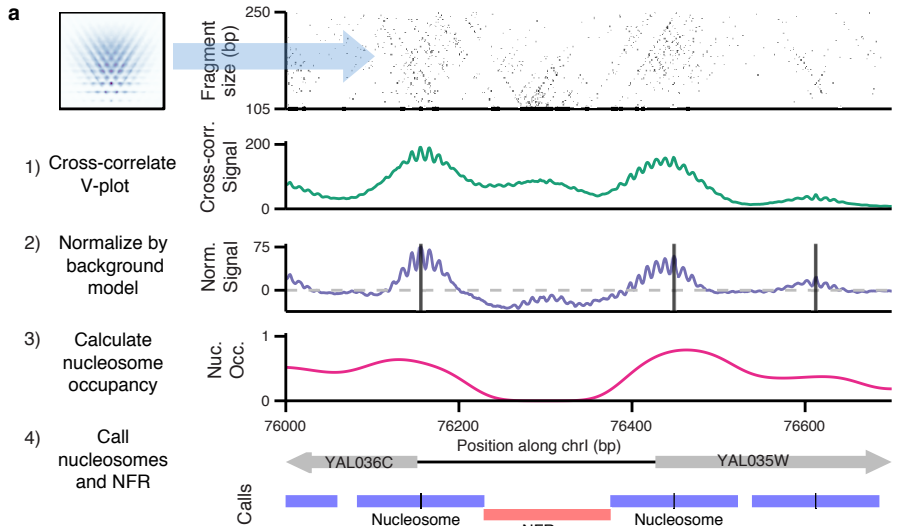 a
250
Fragment
size (bp)
105
1) Cross-correlate
V-plot
200
Cross-corr.
Signal
0
2) Normalize by
background
model
75
Norm.
Signal
0
3) Calculate
nucleosome
occupancy
1
Nuc.
Occ.
0
76000 76200 76400 76600
Position along chrI (bp)
4) Call
nucleosomes
and NFR
YAL036C YAL035W
Calls
Nucleosome NFR Nucleosome